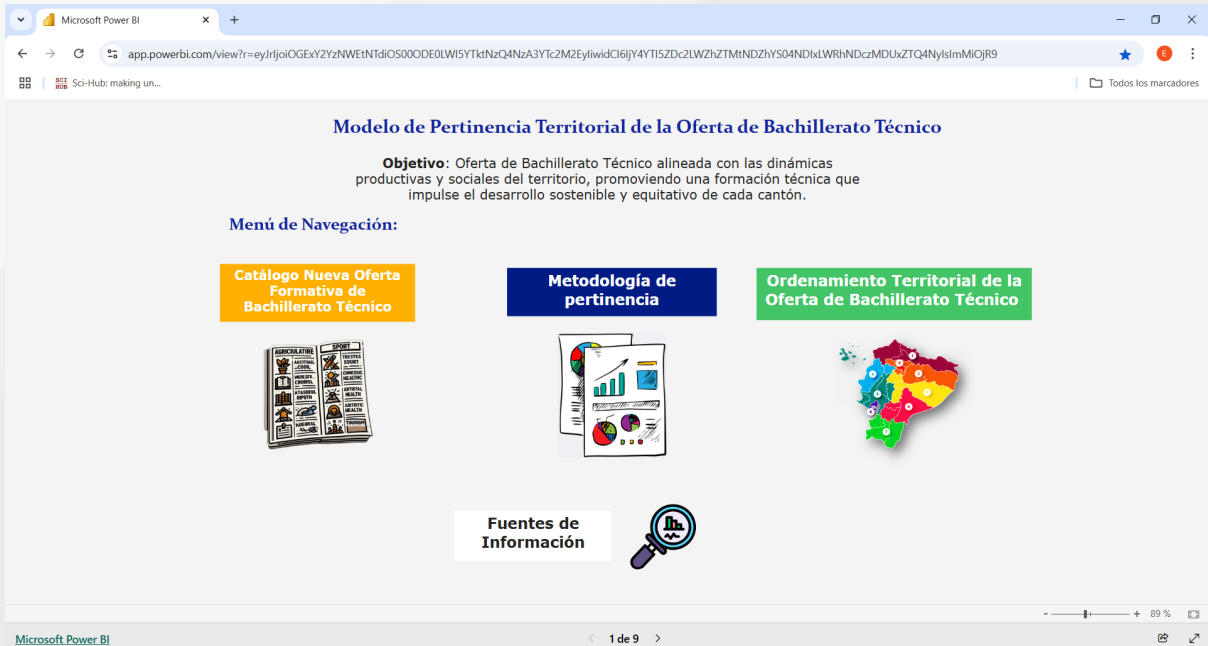 Microsoft Power BI
app.powerbi.com/view?r=eyJrIjoiOGExY2YzNWEtNTdiOS00ODE0LWI5YTktNzQ4NzA3YTc2M2EyIiwidCI6IjY4YTI5ZDc2LWZhZTMtNDZhYS04NDIxLWRhNDczMDUxZTQ4NyIsImMiOjR9
E
SCI HUB Sci-Hub: making un...
Todos los marcadores
Modelo de Pertinencia Territorial de la Oferta de Bachillerato Técnico
Objetivo: Oferta de Bachillerato Técnico alineada con las dinámicas
productivas y sociales del territorio, promoviendo una formación técnica que
impulse el desarrollo sostenible y equitativo de cada cantón.
Menú de Navegación:
Catálogo Nueva Oferta
Formativa de
Bachillerato Técnico
Metodología de
pertinencia
Ordenamiento Territorial de la
Oferta de Bachillerato Técnico
SPORT
Fuentes de
Información
89 %
Microsoft Power BI
1 de 9